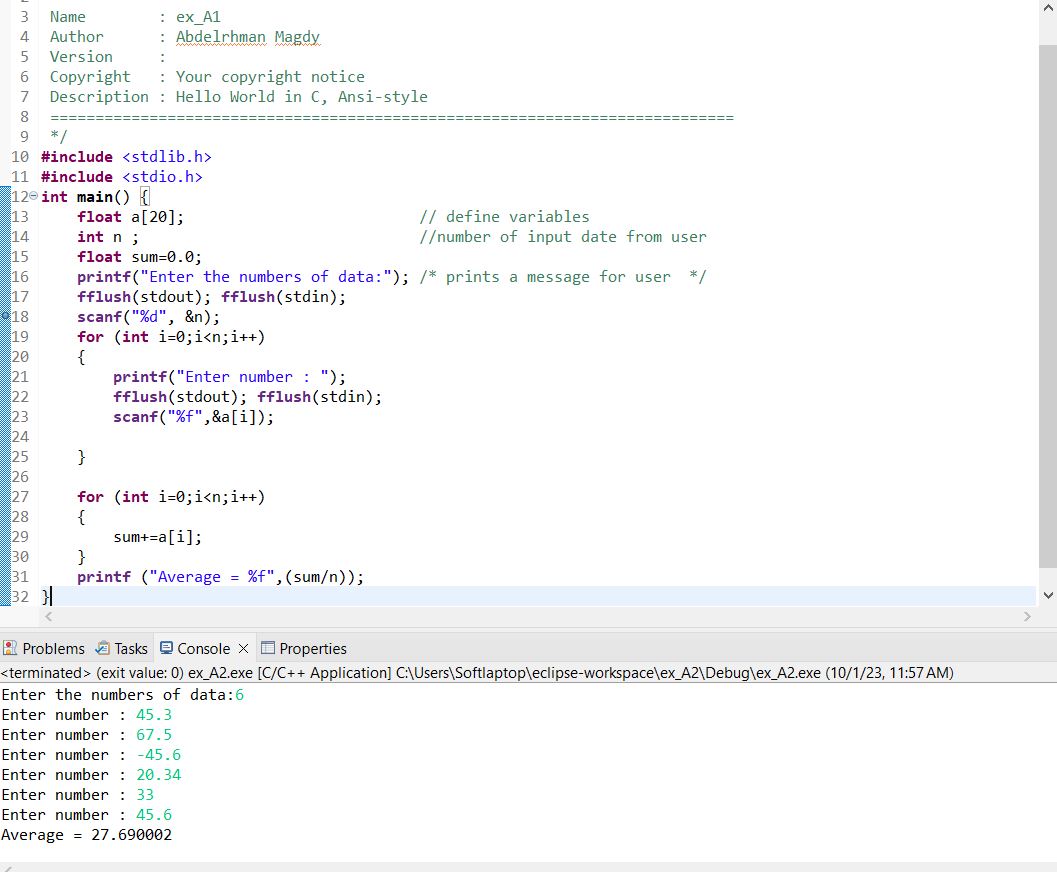 3 Name        : ex_A1
4 Author      : Abdelrhman Magdy
5 Version     :
6 Copyright   : Your copyright notice
7 Description : Hello World in C, Ansi-style
8 ============================================================================
9 */
10 #include <stdlib.h>
11 #include <stdio.h>
12 int main() {
13     float a[20];                          // define variables
14     int n ;                               //number of input date from user
15     float sum=0.0;
16     printf("Enter the numbers of data:"); /* prints a message for user  */
17     fflush(stdout); fflush(stdin);
18     scanf("%d", &n);
19     for (int i=0;i<n;i++)
20     {
21         printf("Enter number : ");
22         fflush(stdout); fflush(stdin);
23         scanf("%f",&a[i]);
24
25     }
26
27     for (int i=0;i<n;i++)
28     {
29         sum+=a[i];
30     }
31     printf ("Average = %f",(sum/n));
32 }
Problems Tasks Console Properties
<terminated> (exit value: 0) ex_A2.exe [C/C++ Application] C:\Users\Softlaptop\eclipse-workspace\ex_A2\Debug\ex_A2.exe (10/1/23, 11:57 AM)
Enter the numbers of data:6
Enter number : 45.3
Enter number : 67.5
Enter number : -45.6
Enter number : 20.34
Enter number : 33
Enter number : 45.6
Average = 27.690002